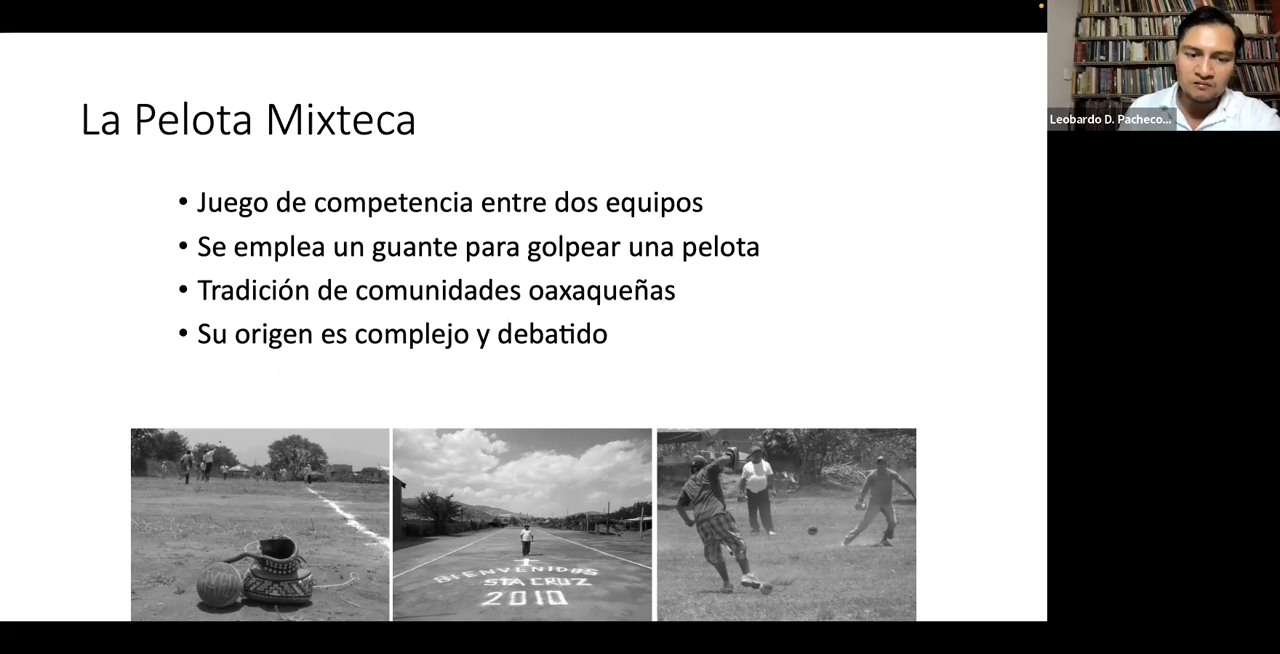 La Pelota Mixteca
• Juego de competencia entre dos equipos
• Se emplea un guante para golpear una pelota
• Tradición de comunidades oaxaqueñas
• Su origen es complejo y debatido
BIENVENIDOS
STA CRUZ
2010
Leobardo D. Pacheco...